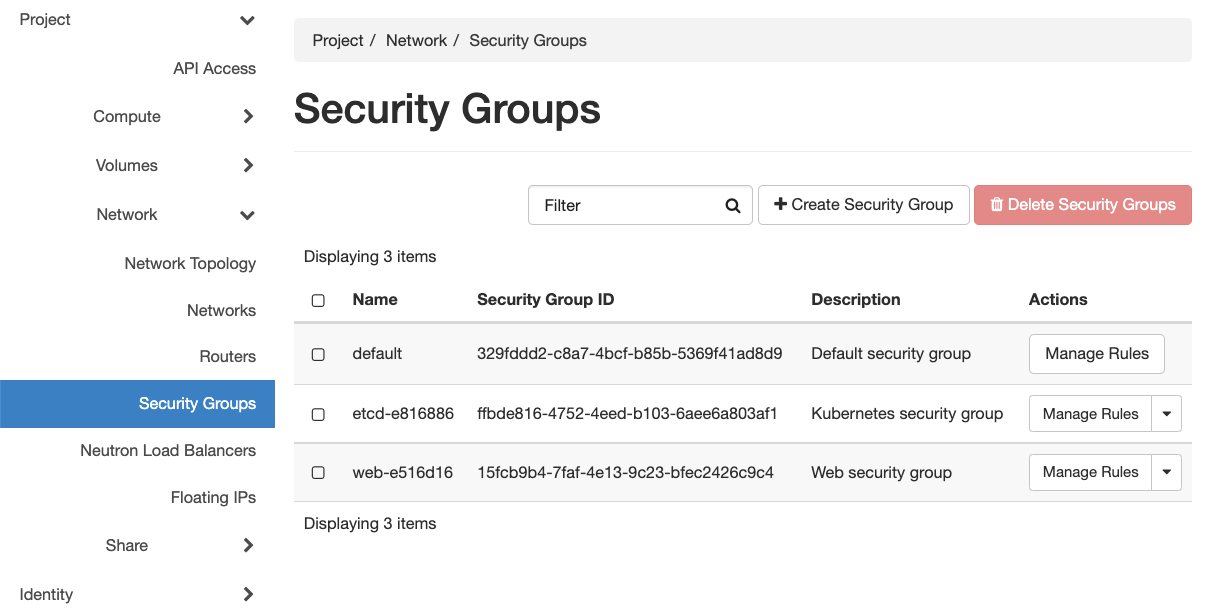 Project
API Access
Compute
Volumes
Network
Network Topology
Networks
Routers
Security Groups
Neutron Load Balancers
Floating IPs
Share
Identity
Project / Network / Security Groups
Security Groups
Filter Create Security Group Delete Security Groups
Displaying 3 items
Name Security Group ID Description Actions
default 329fddd2-c8a7-4bcf-b85b-5369f41ad8d9 Default security group Manage Rules
etcd-e816886 ffbde816-4752-4eed-b103-6aee6a803af1 Kubernetes security group Manage Rules
web-e516d16 15fcb9b4-7faf-4e13-9c23-bfec2426c9c4 Web security group Manage Rules
Displaying 3 items